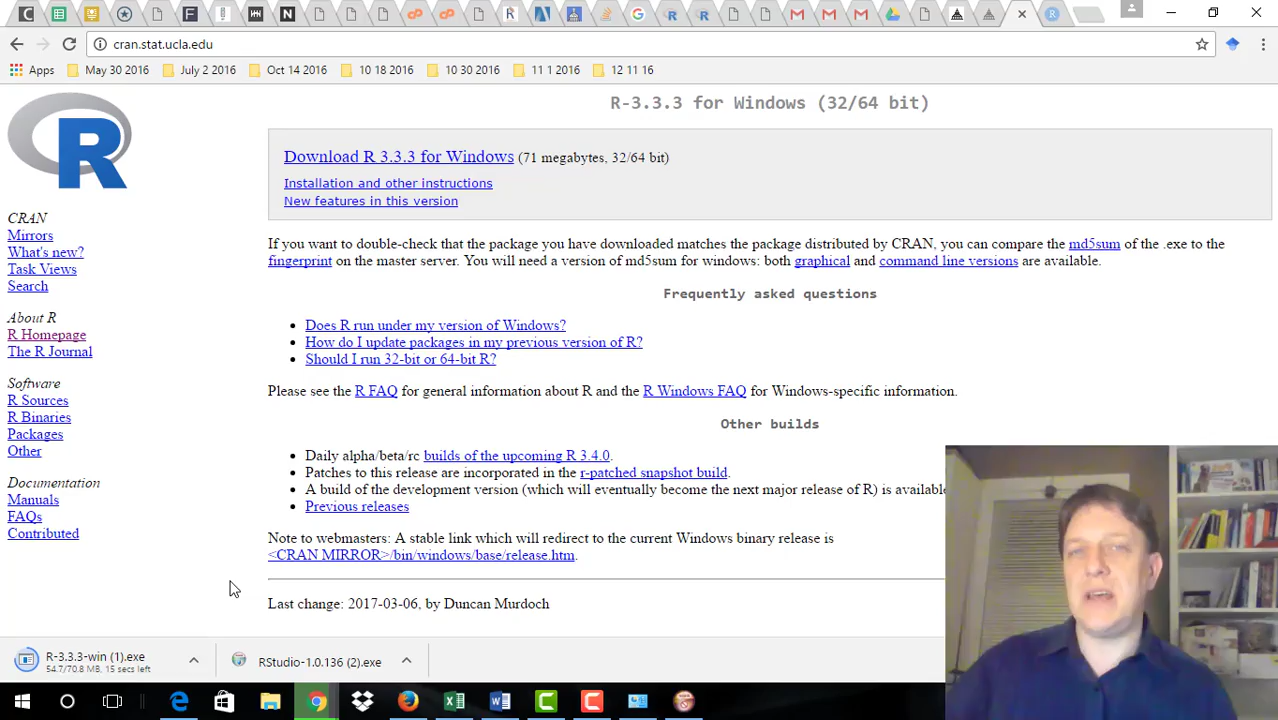 cran.stat.ucla.edu
Apps May 30 2016 July 2 2016 Oct 14 2016 10 18 2016 10 30 2016 11 1 2016 12 11 16
R
R-3.3.3 for Windows (32/64 bit)
Download R 3.3.3 for Windows (71 megabytes, 32/64 bit)
Installation and other instructions
New features in this version
CRAN
Mirrors
What's new?
Task Views
Search
About R
R Homepage
The R Journal
Software
R Sources
R Binaries
Packages
Other
Documentation
Manuals
FAQs
Contributed
If you want to double-check that the package you have downloaded matches the package distributed by CRAN, you can compare the md5sum of the .exe to the
fingerprint on the master server. You will need a version of md5sum for windows: both graphical and command line versions are available.
Frequently asked questions
• Does R run under my version of Windows?
• How do I update packages in my previous version of R?
• Should I run 32-bit or 64-bit R?
Please see the R FAQ for general information about R and the R Windows FAQ for Windows-specific information.
Other builds
• Daily alpha/beta/rc builds of the upcoming R 3.4.0.
• Patches to this release are incorporated in the r-patched snapshot build.
• A build of the development version (which will eventually become the next major release of R) is available
• Previous releases
Note to webmasters: A stable link which will redirect to the current Windows binary release is
<CRAN MIRROR>/bin/windows/base/release.htm.
Last change: 2017-03-06, by Duncan Murdoch
R-3.3.3-win (1).exe
54.7/70.8 MB, 15 secs left
RStudio-1.0.136 (2).exe